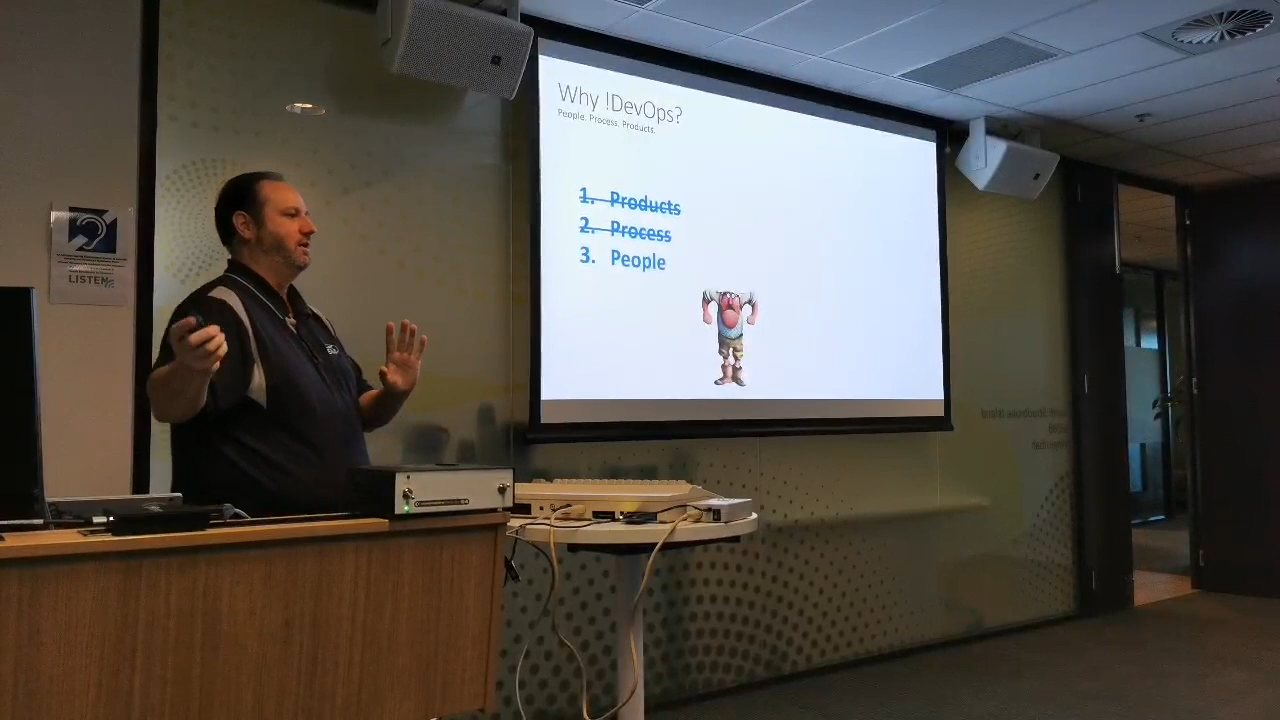 Why !DevOps?
People. Process. Products.
1. Products
2. Process
3. People
LISTEN